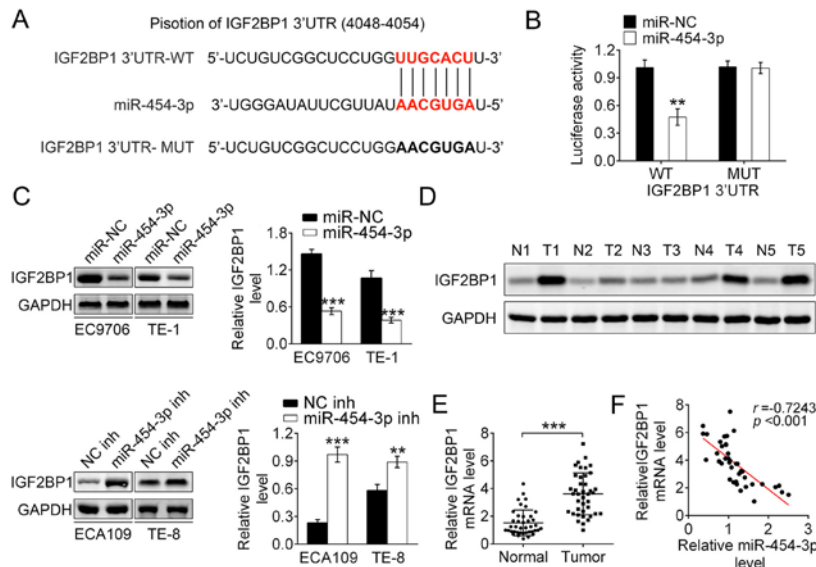 A
Pisotion of IGF2BP1 3'UTR (4048-4054)
IGF2BP1 3'UTR-WT 5'-UCUGUCGGCUCCUGGUUGCACUU-3'
miR-454-3p 3'-UGGGAUAUUCGUUAUAACGUGAU-5'
IGF2BP1 3'UTR- MUT 5'-UCUGUCGGCUCCUGGAACGUGAU-3'
B
miR-NC
miR-454-3p
Luciferase activity
1.2
0.9
0.6
0.3
0.0
**
WT MUT
IGF2BP1 3'UTR
C
miR-NC miR-454-3p miR-NC miR-454-3p
IGF2BP1
GAPDH
EC9706 TE-1
miR-NC
miR-454-3p
Relative IGF2BP1
level
1.8
1.2
0.6
0.0
*** ***
EC9706 TE-1
D
N1 T1 N2 T2 N3 T3 N4 T4 N5 T5
IGF2BP1
GAPDH
NC inh miR-454-3p inh NC inh miR-454-3p inh
IGF2BP1
GAPDH
ECA109 TE-8
NC inh
miR-454-3p inh
Relative IGF2BP1
level
1.2
0.9
0.6
0.3
0.0
*** **
ECA109 TE-8
E
Relative IGF2BP1
mRNA level
8
6
4
2
0
***
Normal Tumor
F
r =-0.7243
p <0.001
RelativeIGF2BP1
mRNA level
10
8
6
4
2
0
0 1 2 3
Relative miR-454-3p
level